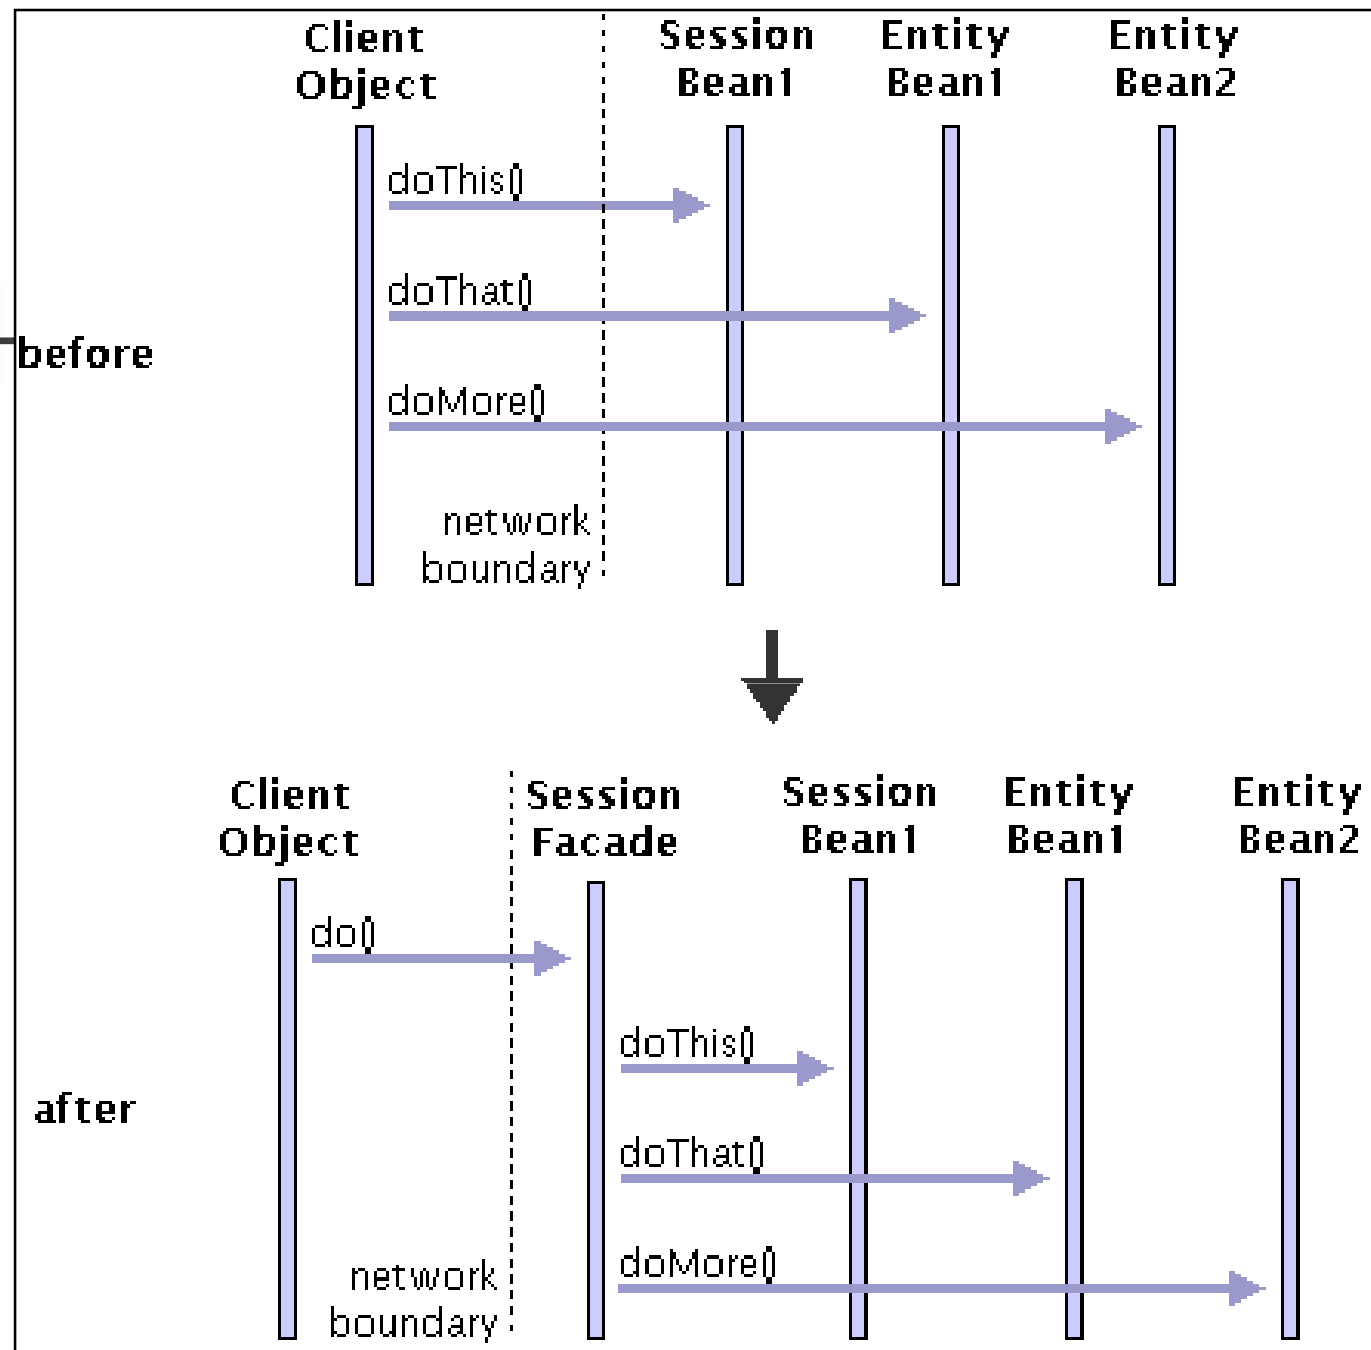 Client
Object
Session
Bean1
Entity
Bean1
Entity
Bean2
doThis()
doThat()
before
doMore()
network
boundary
Client
Object
Session
Facade
Session
Bean1
Entity
Bean1
Entity
Bean2
do()
doThis()
after
doThat()
doMore()
network
boundary